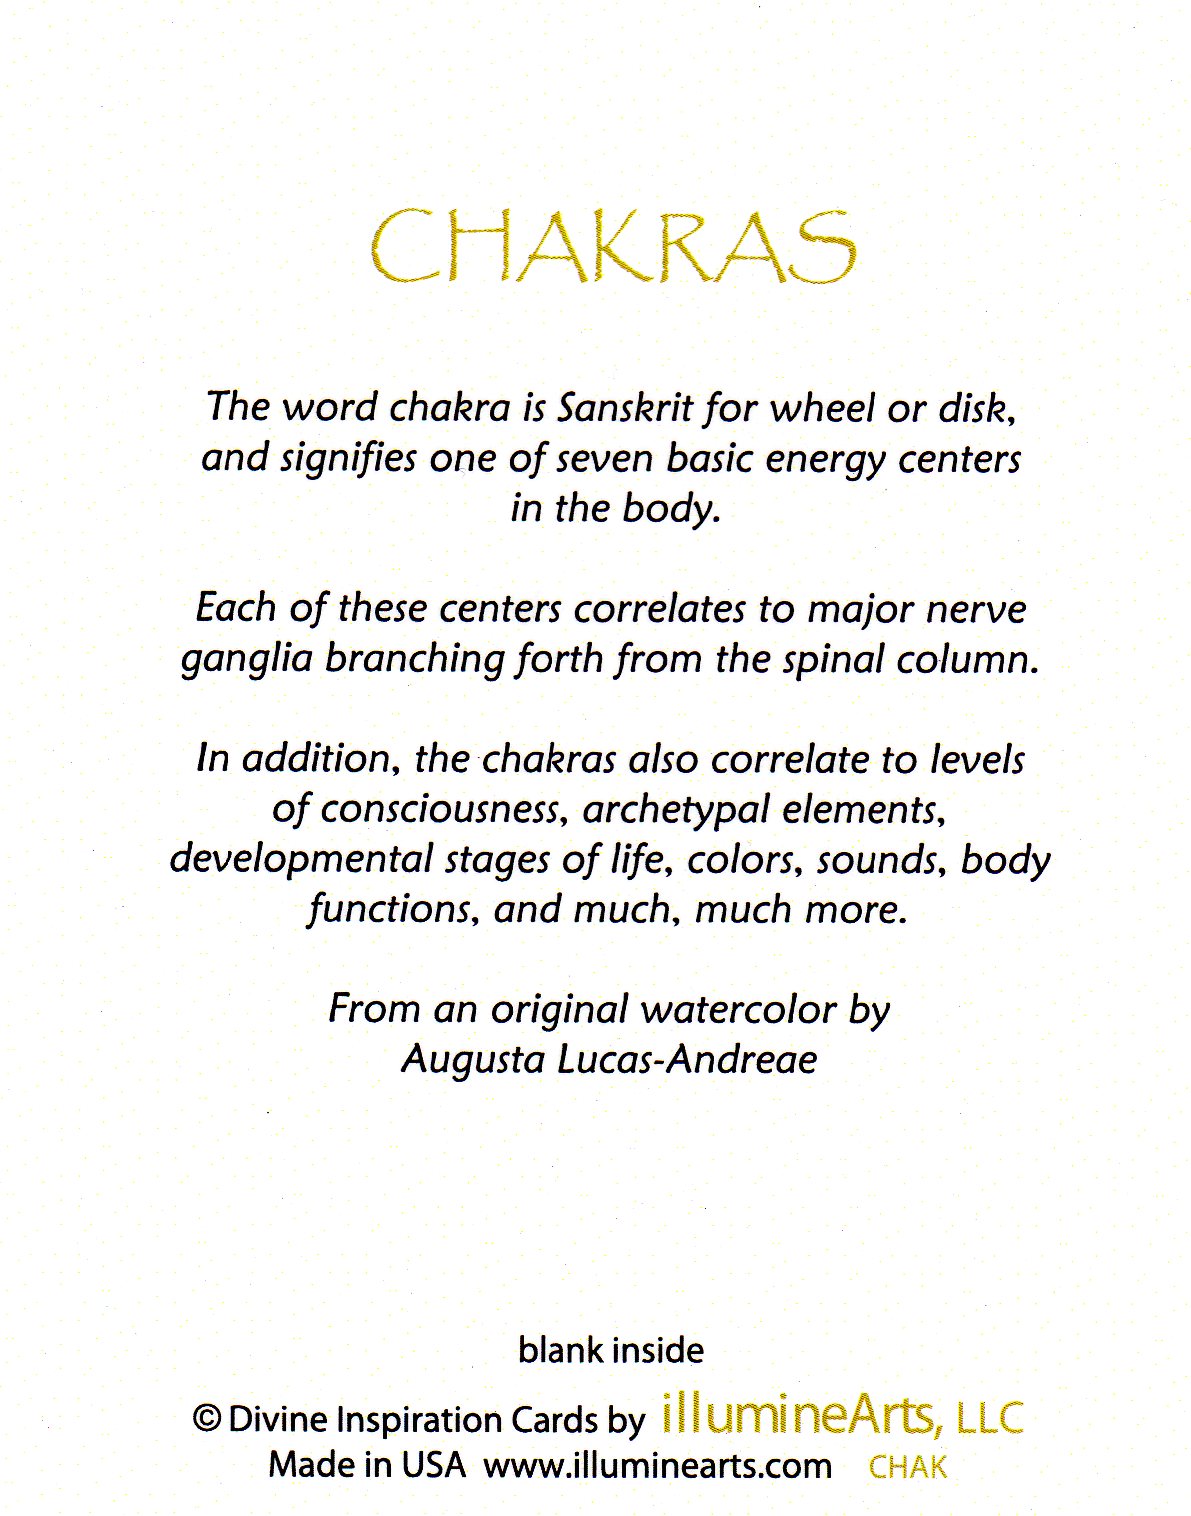 CHAKRAS
The word chakra is Sanskrit for wheel or disk,
and signifies one of seven basic energy centers
in the body.
Each of these centers correlates to major nerve
ganglia branching forth from the spinal column.
In addition, the chakras also correlate to levels
of consciousness, archetypal elements,
developmental stages of life, colors, sounds, body
functions, and much, much more.
From an original watercolor by
Augusta Lucas-Andreae
blank inside
© Divine Inspiration Cards by illumineArts, LLC
Made in USA www.illuminearts.com CHAK